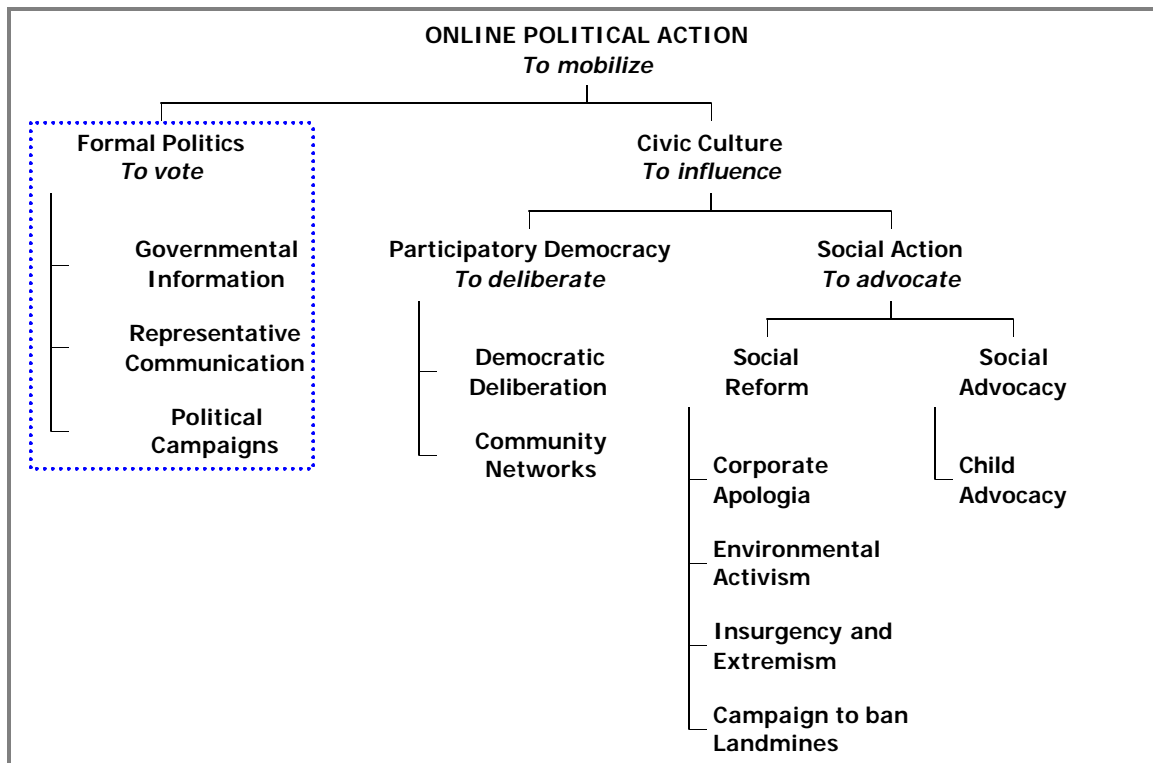 ONLINE POLITICAL ACTION
To mobilize
Formal Politics
To vote
Governmental
Information
Representative
Communication
Political
Campaigns
Civic Culture
To influence
Participatory Democracy
To deliberate
Democratic
Deliberation
Community
Networks
Social Action
To advocate
Social
Reform
Corporate
Apologia
Environmental
Activism
Insurgency and
Extremism
Campaign to ban
Landmines
Social
Advocacy
Child
Advocacy